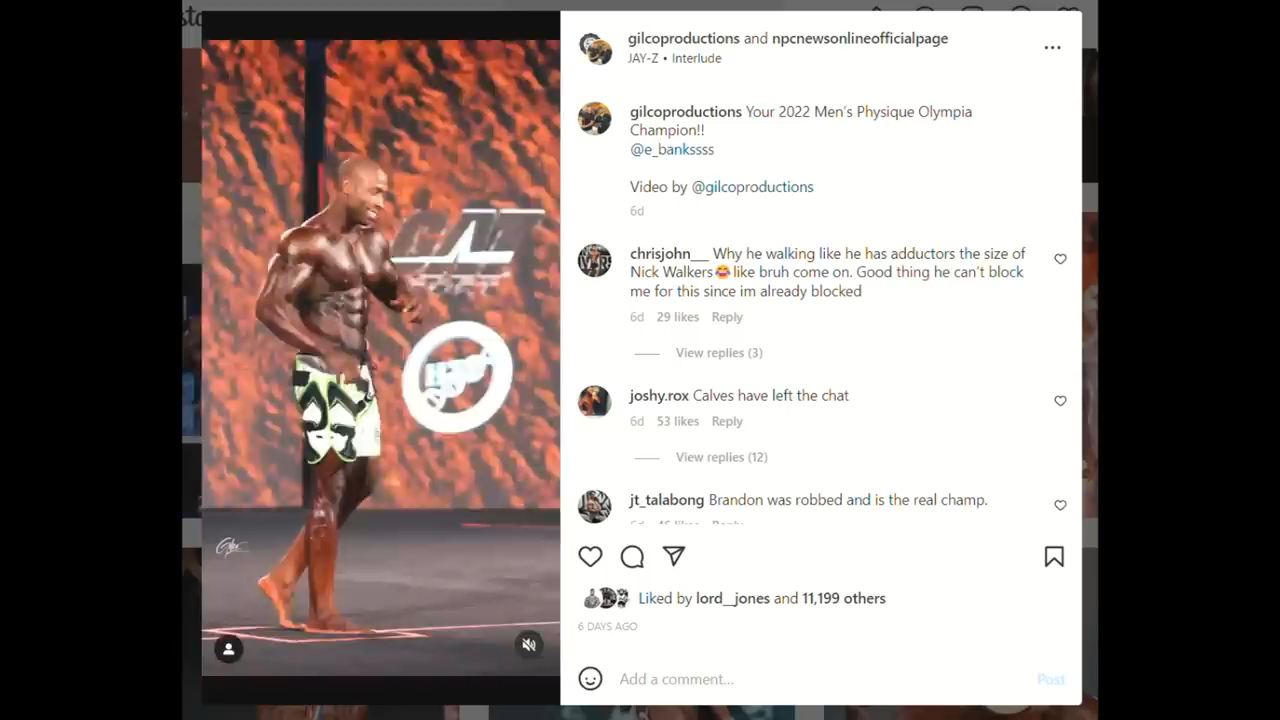 gilcoproductions and npcnewsonlineofficialpage
JAY-Z • Interlude
gilcoproductions Your 2022 Men's Physique Olympia
Champion!!
@e_bankssss
Video by @gilcoproductions
6d
chrisjohn__ Why he walking like he has adductors the size of
Nick Walkers😂like bruh come on. Good thing he can't block
me for this since im already blocked
6d 29 likes Reply
View replies (3)
joshy.rox Calves have left the chat
6d 53 likes Reply
View replies (12)
jt_talabong Brandon was robbed and is the real champ.
Liked by lord__jones and 11,199 others
6 DAYS AGO
Add a comment...
Post